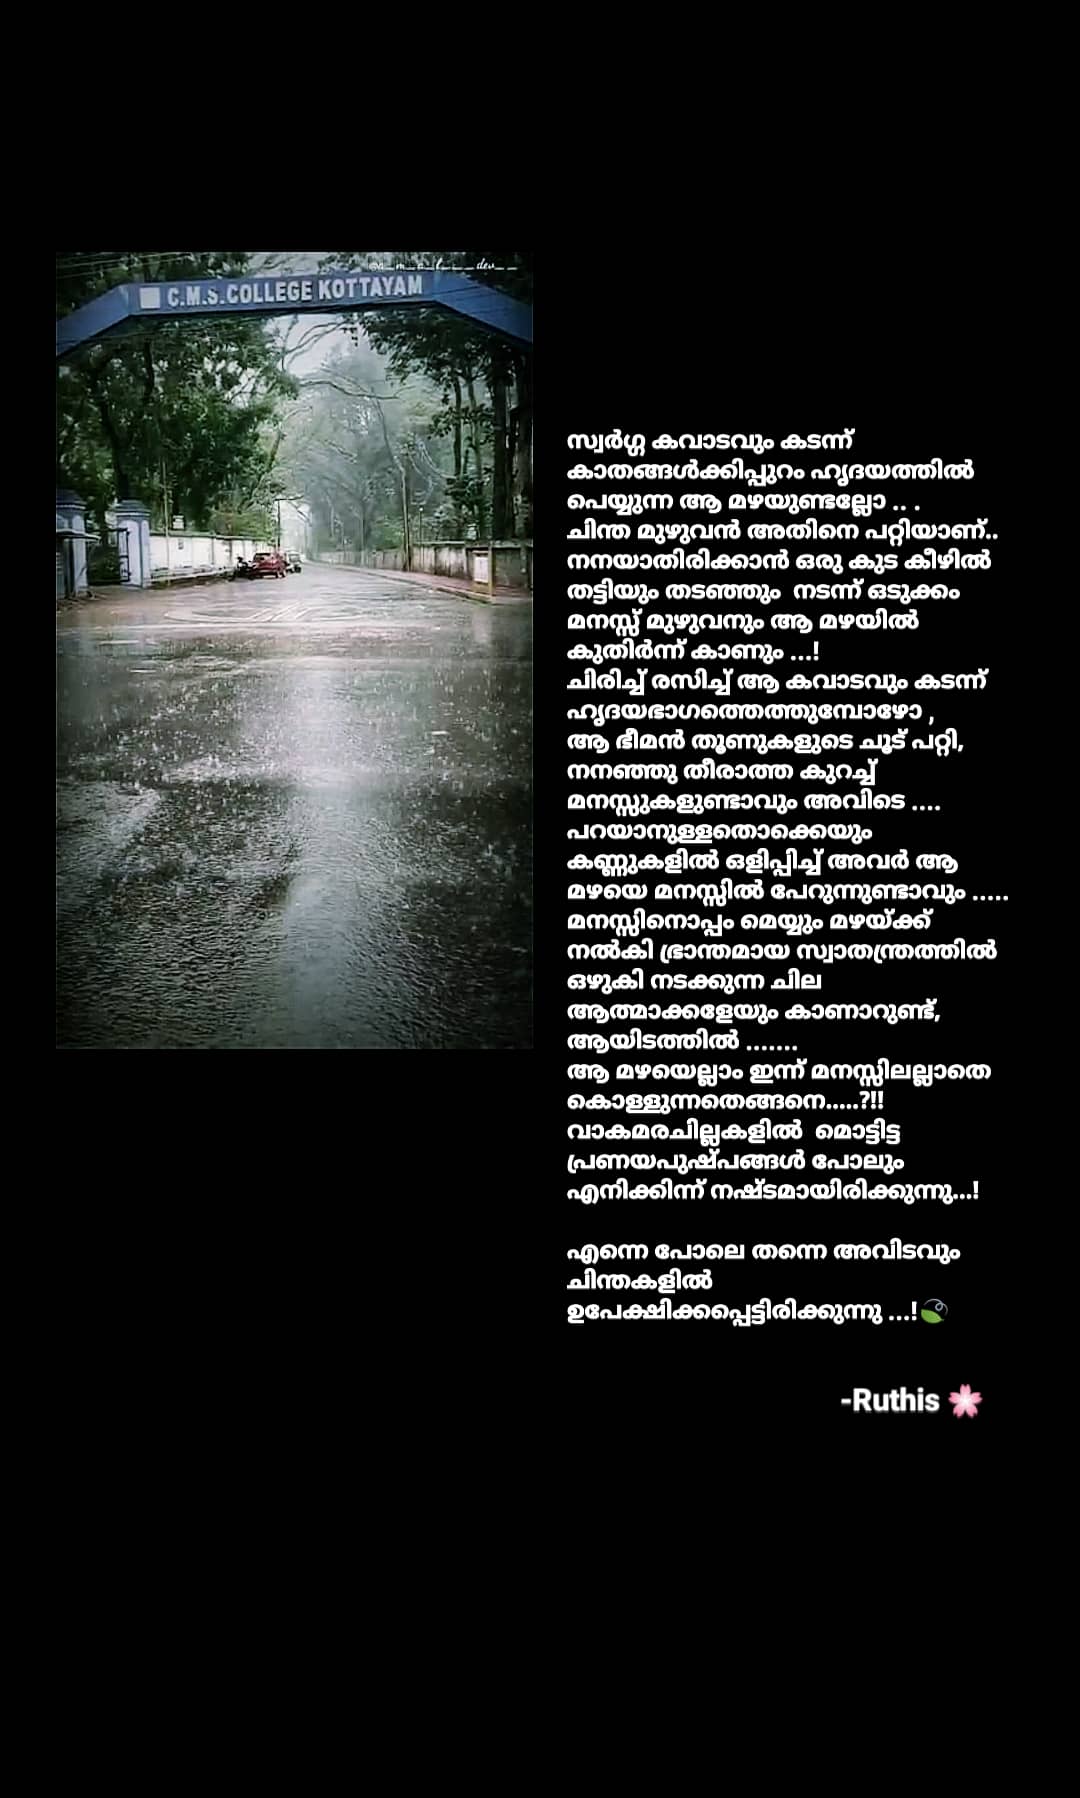 C.M.S.COLLEGE KOTTAYAM
സ്വർഗ്ഗ കവാടവും കടന്ന്
കാതങ്ങൾക്കിപ്പുറം ഹൃദയത്തിൽ
പെയ്യുന്ന ആ മഴയുണ്ടല്ലോ .. .
ചിന്ത മുഴുവൻ അതിനെ പറ്റിയാണ്..
നനയാതിരിക്കാൻ ഒരു കുട കീഴിൽ
തട്ടിയും തടഞ്ഞും  നടന്ന് ഒടുക്കം
മനസ്സ് മുഴുവനും ആ മഴയിൽ
കുതിർന്ന് കാണും ...!
ചിരിച്ച് രസിച്ച് ആ കവാടവും കടന്ന്
ഹൃദയഭാഗത്തെത്തുമ്പോഴോ ,
ആ ഭീമൻ തൂണുകളുടെ ചൂട് പറ്റി,
നനഞ്ഞു തീരാത്ത കുറച്ച്
മനസ്സുകളുണ്ടാവും അവിടെ ....
പറയാനുള്ളതൊക്കെയും
കണ്ണുകളിൽ ഒളിപ്പിച്ച് അവർ ആ
മഴയെ മനസ്സിൽ പേറുന്നുണ്ടാവും .....
മനസ്സിനൊപ്പം മെയ്യും മഴയ്ക്ക്
നൽകി ഭ്രാന്തമായ സ്വാതന്ത്രത്തിൽ
ഒഴുകി നടക്കുന്ന ചില
ആത്മാക്കളേയും കാണാറുണ്ട്,
ആയിടത്തിൽ .......
ആ മഴയെല്ലാം ഇന്ന് മനസ്സിലല്ലാതെ
കൊള്ളുന്നതെങ്ങനെ.....?!!
വാകമരചില്ലകളിൽ  മൊട്ടിട്ട
പ്രണയപുഷ്പങ്ങൾ പോലും
എനിക്കിന്ന് നഷ്ടമായിരിക്കുന്നു...!
എന്നെ പോലെ തന്നെ അവിടവും
ചിന്തകളിൽ
ഉപേക്ഷിക്കപ്പെട്ടിരിക്കുന്നു ...!🍃
-Ruthis 🌸